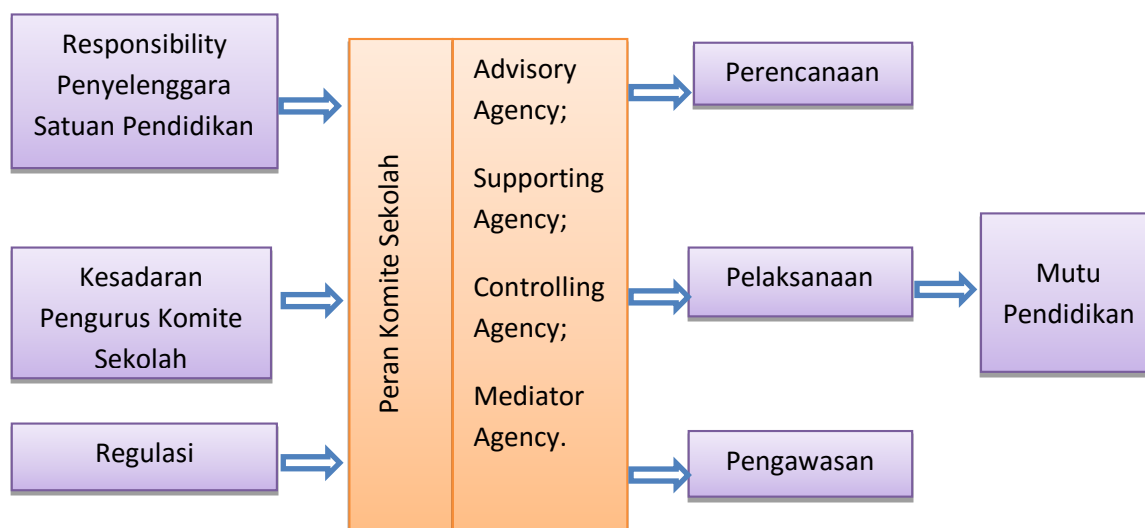 Responsibility
Penyelenggara
Satuan Pendidikan
Kesadaran
Pengurus Komite
Sekolah
Regulasi
Peran Komite Sekolah
Advisory
Agency;
Supporting
Agency;
Controlling
Agency;
Mediator
Agency.
Perencanaan
Pelaksanaan
Pengawasan
Mutu
Pendidikan